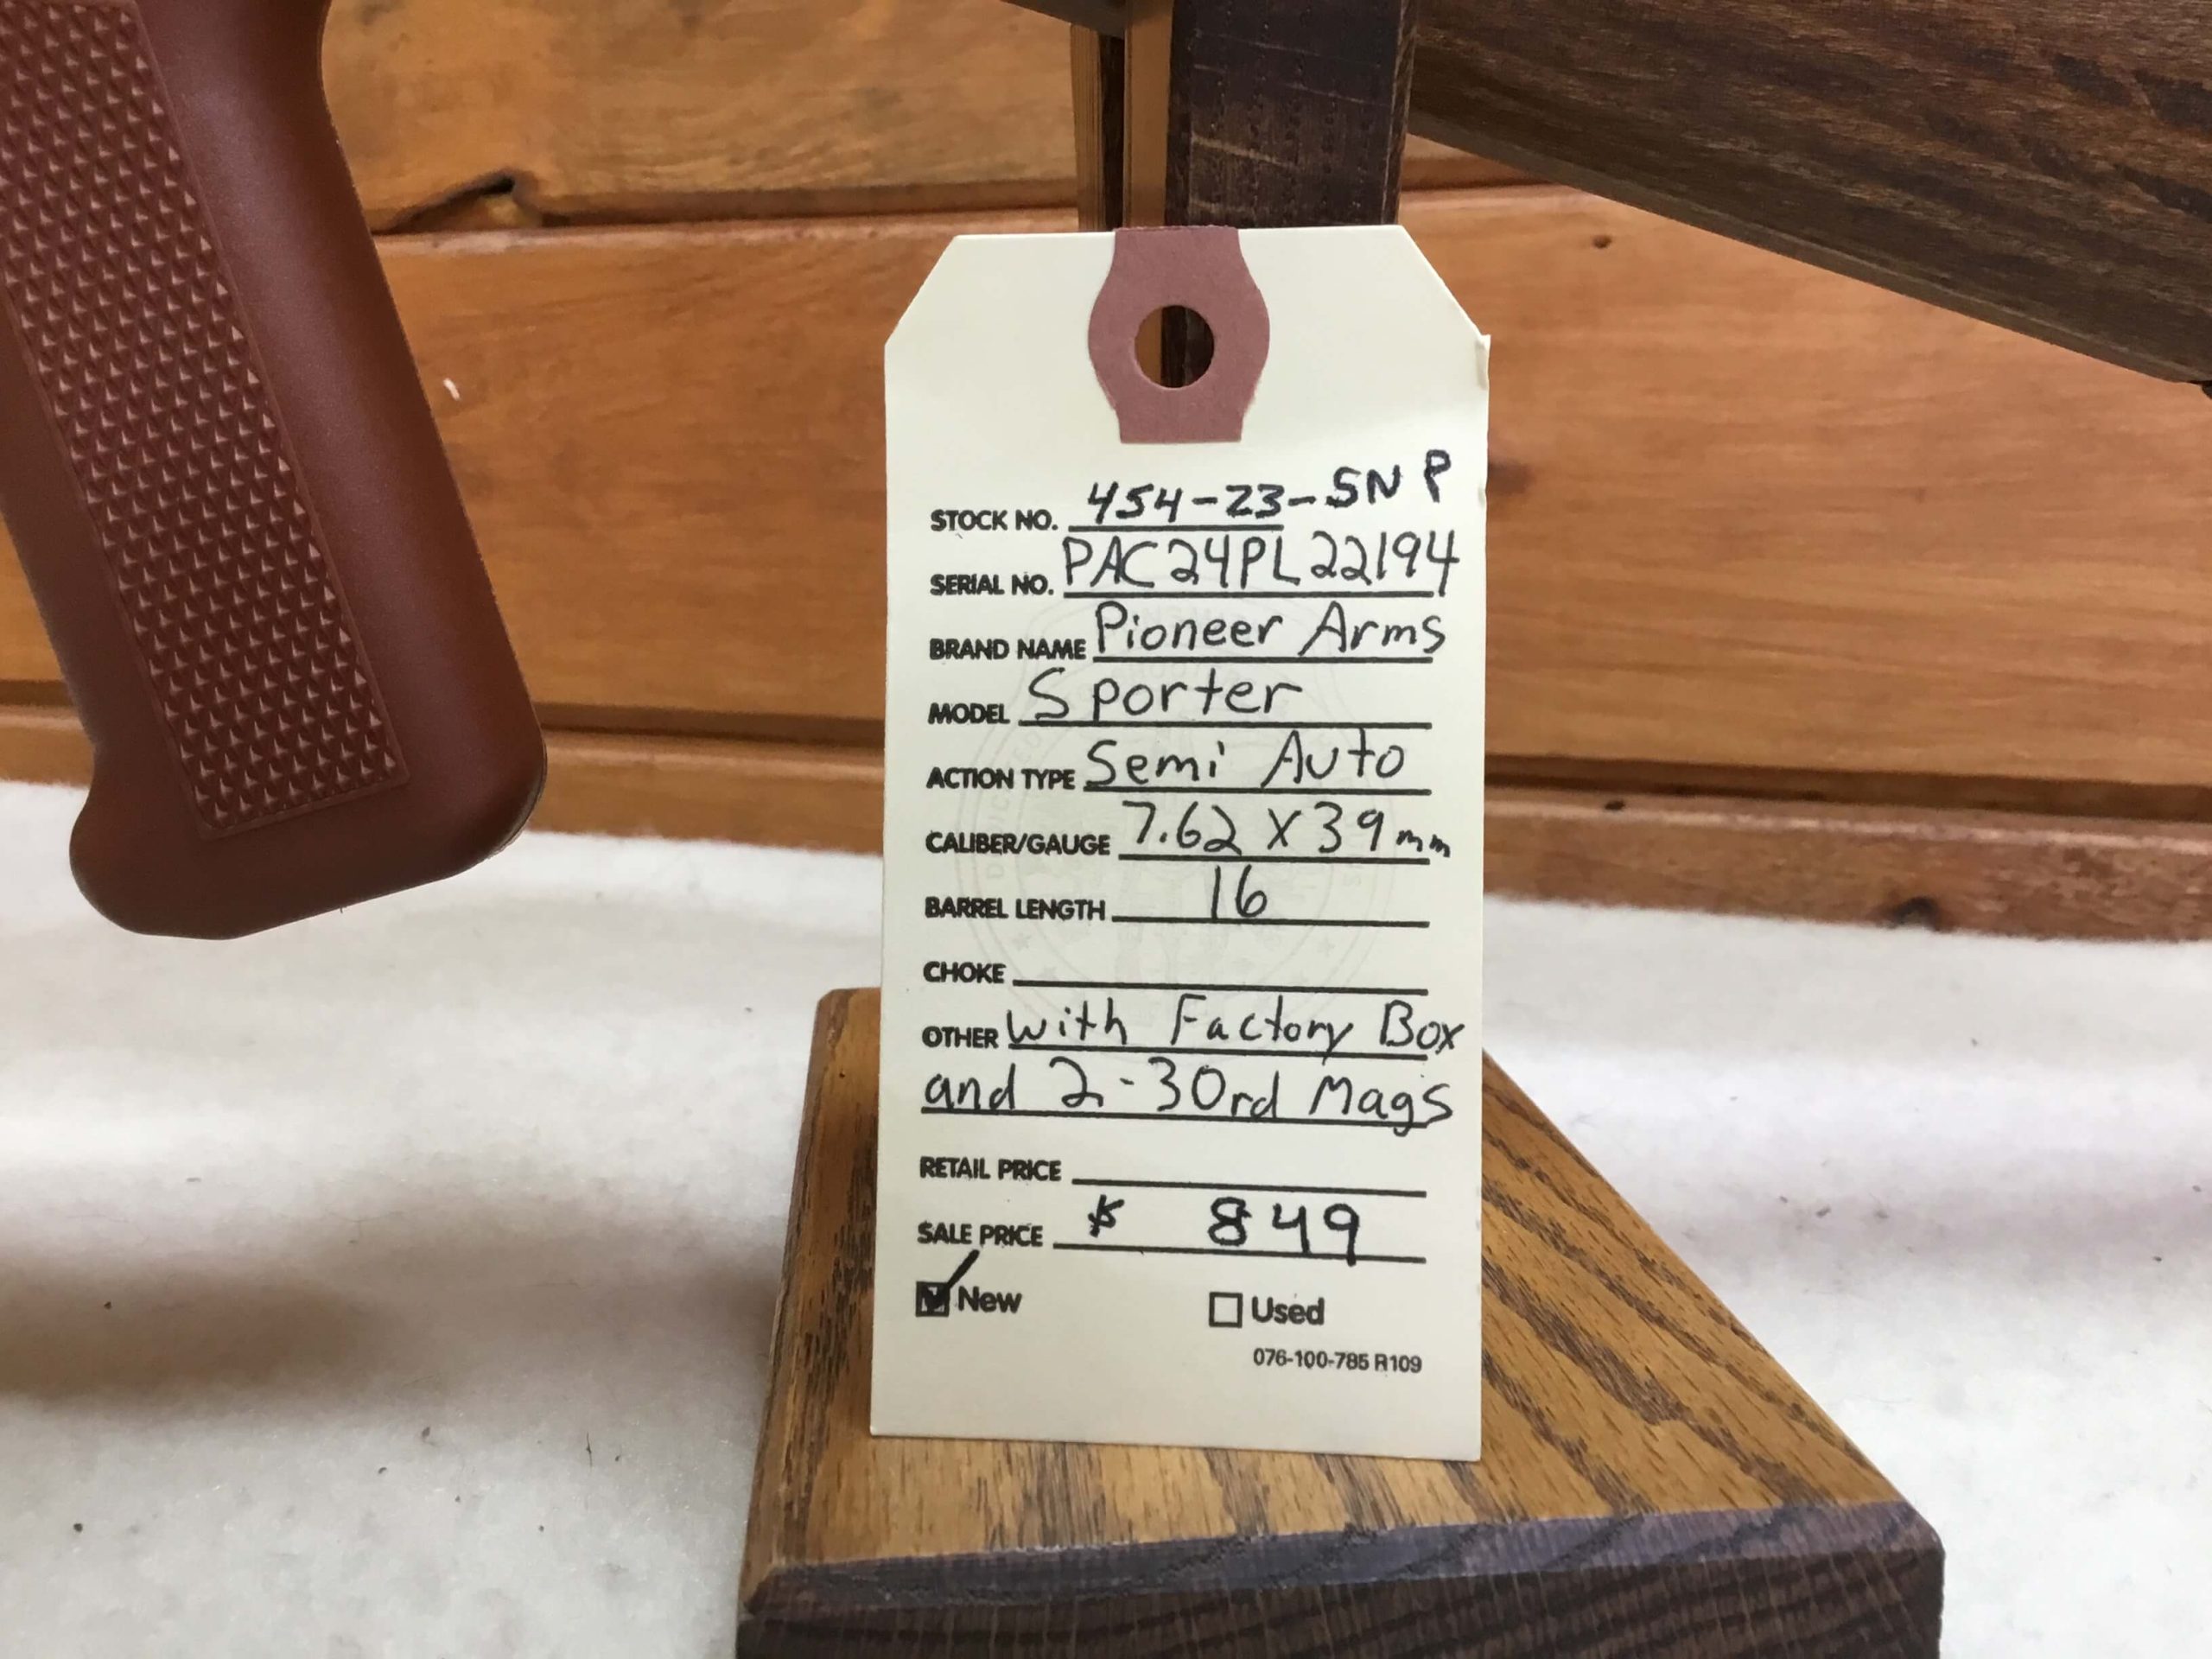 STOCK NO. 454-23-SNP
SERIAL NO. PAC24PL22194
BRAND NAME Pioneer Arms
MODEL Sporter
ACTION TYPE Semi Auto
CALIBER/GAUGE 7.62 X 39mm
BARREL LENGTH 16
CHOKE
OTHER with Factory Box
and 2-30rd Mags
RETAIL PRICE
SALE PRICE $ 849
New Used
076-100-785 R109